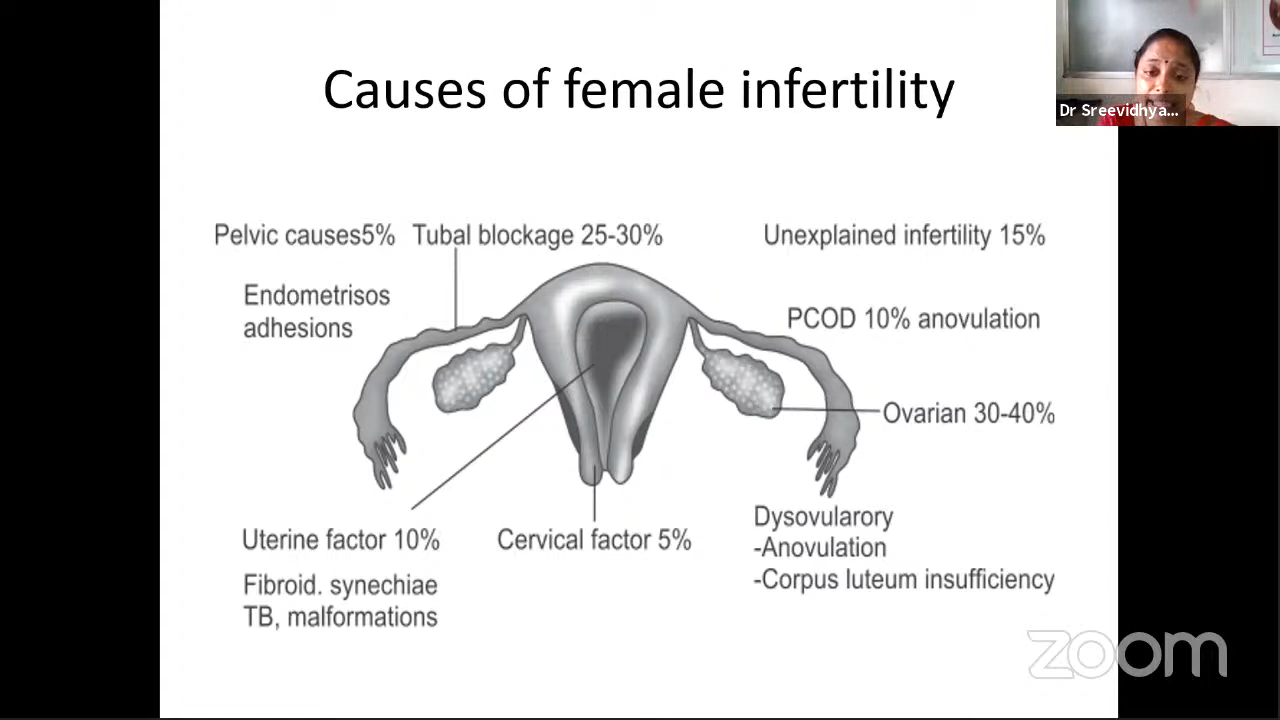 Causes of female infertility
Dr Sreevidhya...
Pelvic causes5% Tubal blockage 25-30% Unexplained infertility 15%
Endometrisos
adhesions
PCOD 10% anovulation
Ovarian 30-40%
Uterine factor 10%
Fibroid. synechiae
TB, malformations
Cervical factor 5%
Dysovularory
-Anovulation
-Corpus luteum insufficiency
zoom